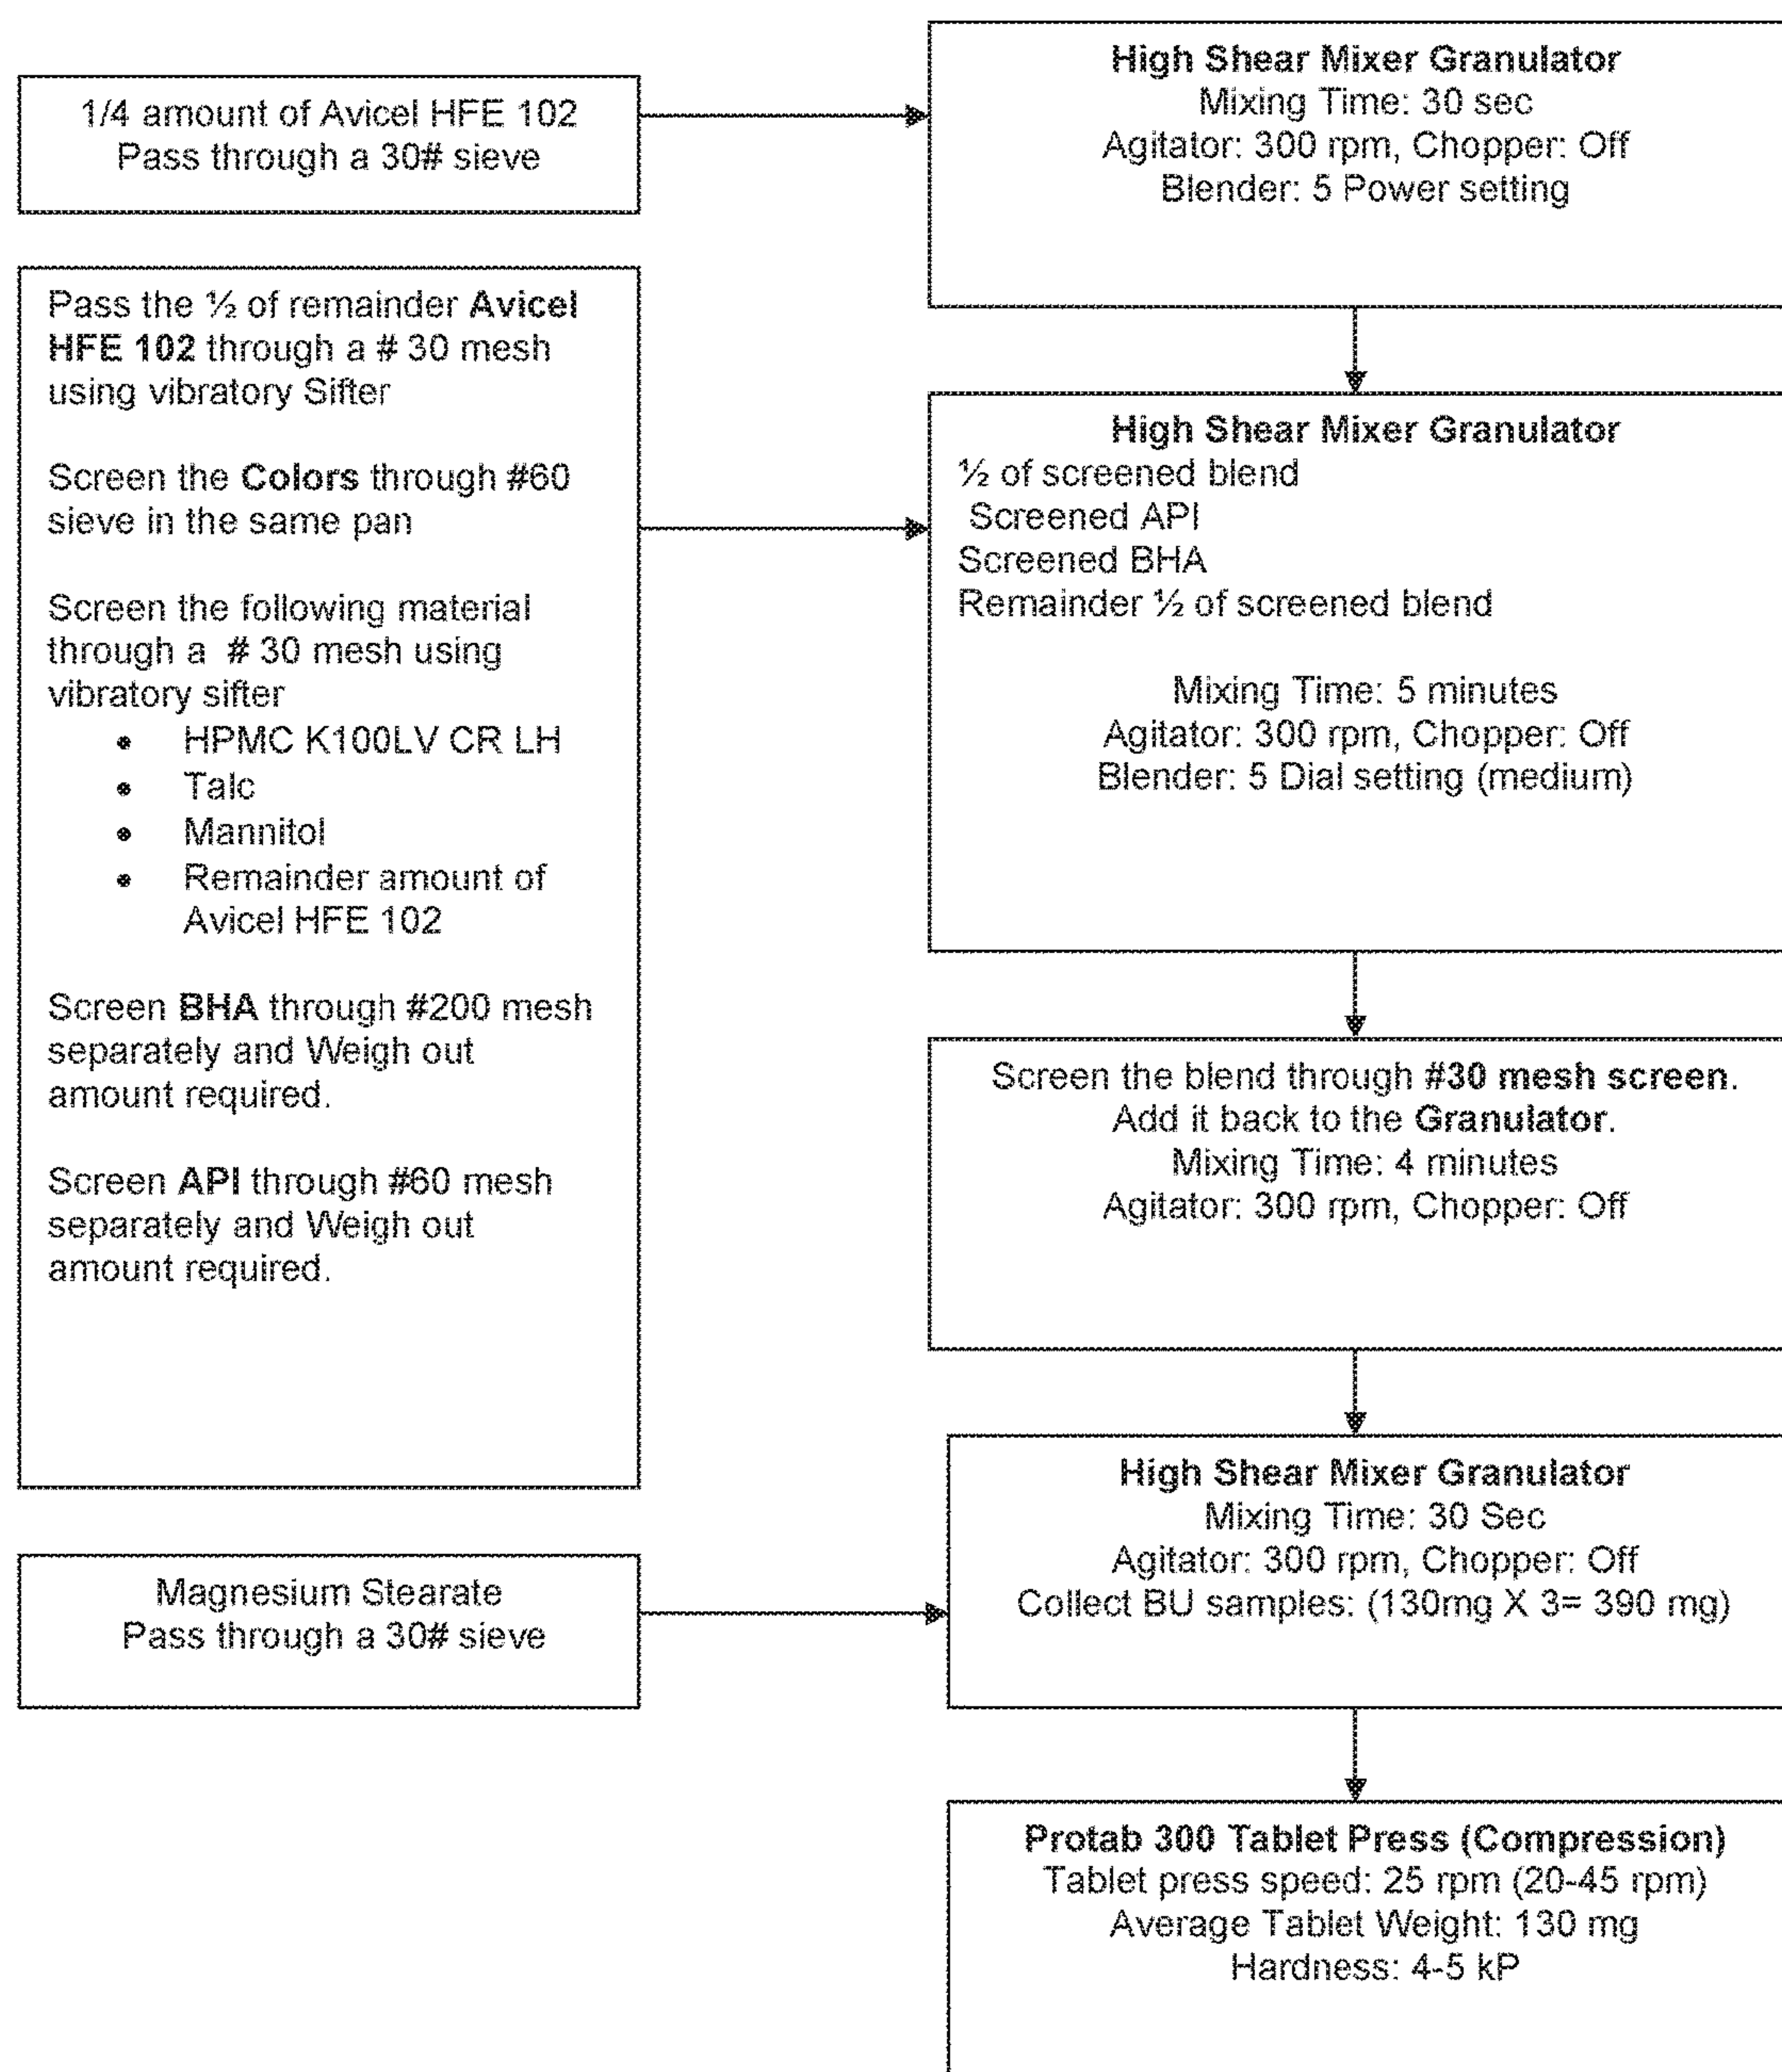 1/4 amount of Avicel HFE 102
Pass through a 30# sieve
High Shear Mixer Granulator
Mixing Time: 30 sec
Agitator: 300 rpm, Chopper: Off
Blender: 5 Power setting
Pass the ½ of remainder Avicel
HFE 102 through a # 30 mesh
using vibratory Sifter
Screen the Colors through #60
sieve in the same pan
Screen the following material
through a # 30 mesh using
vibratory sifter
• HPMC K100LV CR LH
• Talc
• Mannitol
• Remainder amount of
Avicel HFE 102
Screen BHA through #200 mesh
separately and Weigh out
amount required.
Screen API through #60 mesh
separately and Weigh out
amount required.
High Shear Mixer Granulator
½ of screened blend
Screened API
Screened BHA
Remainder ½ of screened blend
Mixing Time: 5 minutes
Agitator: 300 rpm, Chopper: Off
Blender: 5 Dial setting (medium)
Screen the blend through #30 mesh screen.
Add it back to the Granulator.
Mixing Time: 4 minutes
Agitator: 300 rpm, Chopper: Off
Magnesium Stearate
Pass through a 30# sieve
High Shear Mixer Granulator
Mixing Time: 30 Sec
Agitator: 300 rpm, Chopper: Off
Collect BU samples: (130mg X 3= 390 mg)
Protab 300 Tablet Press (Compression)
Tablet press speed: 25 rpm (20-45 rpm)
Average Tablet Weight: 130 mg
Hardness: 4-5 kP